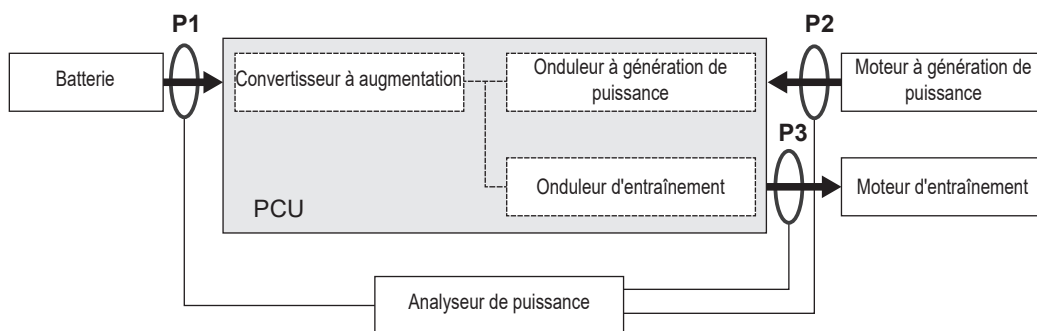 P1
P2
Batterie
Convertisseur à augmentation
Onduleur à génération de
puissance
Moteur à génération de
puissance
P3
Onduleur d'entraînement
Moteur d'entraînement
PCU
Analyseur de puissance